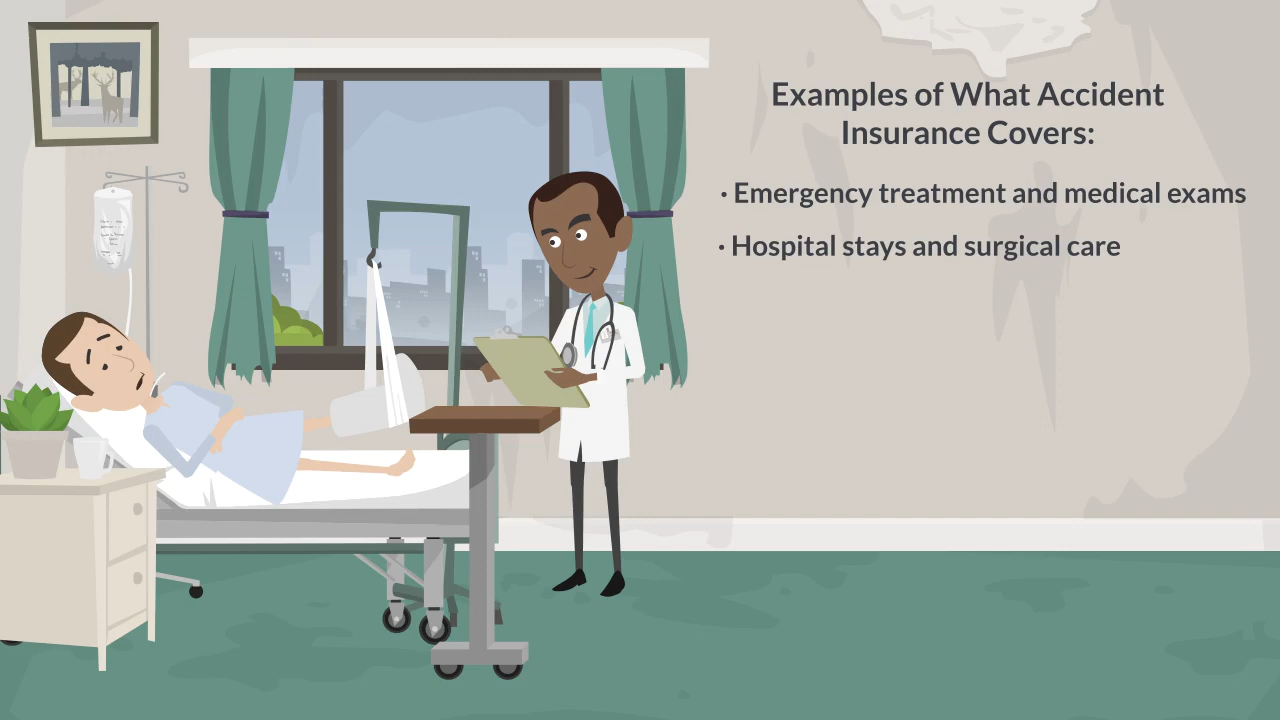 Examples of What Accident
Insurance Covers:
· Emergency treatment and medical exams
· Hospital stays and surgical care